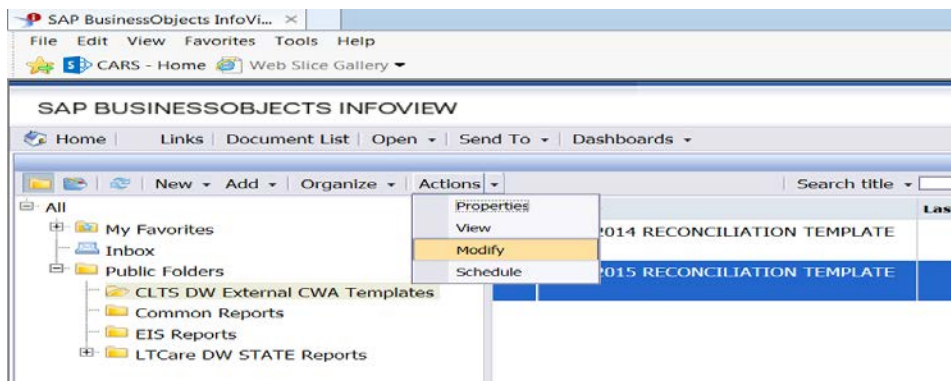 SAP BusinessObjects InfoVi... ×
File Edit View Favorites Tools Help
CARS - Home Web Slice Gallery
SAP BUSINESSOBJECTS INFOVIEW
Home | Links | Document List | Open | Send To | Dashboards
New Add | Organize | Actions | Search title
All Properties Las
My Favorites View 2014 RECONCILIATION TEMPLATE
Inbox Modify
Public Folders Schedule 2015 RECONCILIATION TEMPLATE
CLTS DW External CWA Templates
Common Reports
EIS Reports
LTCare DW STATE Reports